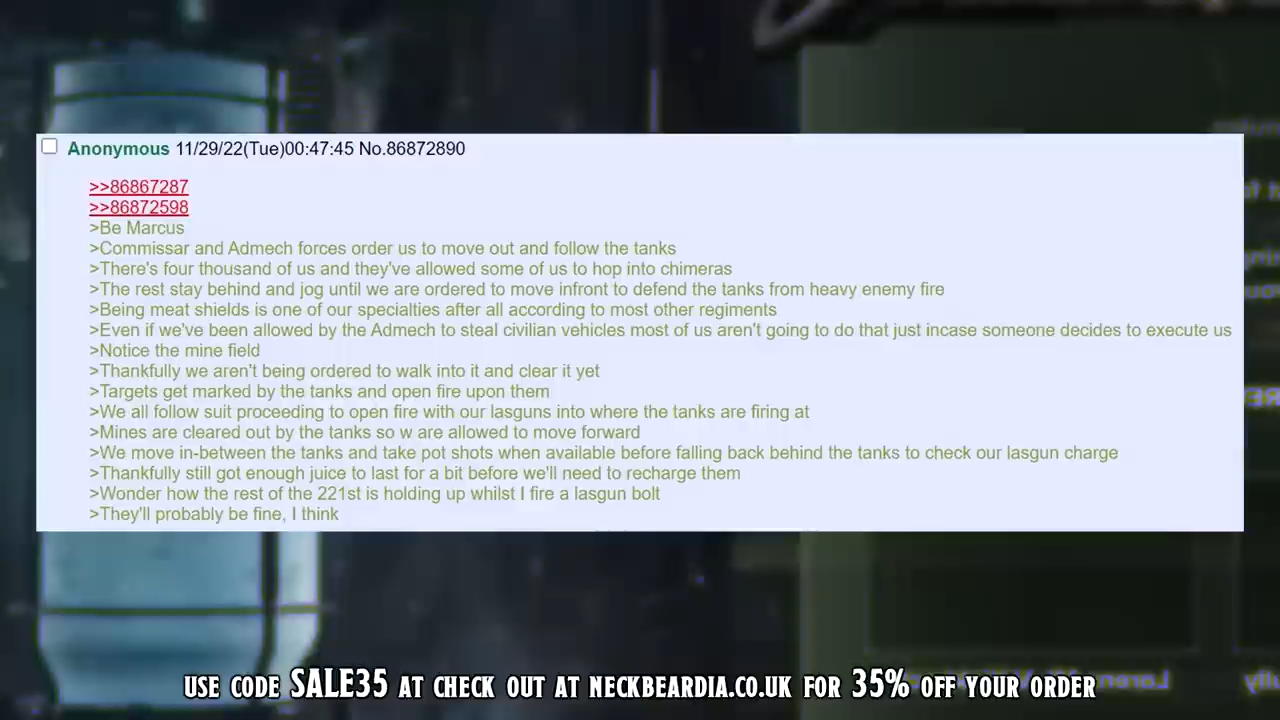 Anonymous 11/29/22(Tue)00:47:45 No.86872890
>>86867287
>>86872598
>Be Marcus
>Commissar and Admech forces order us to move out and follow the tanks
>There's four thousand of us and they've allowed some of us to hop into chimeras
>The rest stay behind and jog until we are ordered to move infront to defend the tanks from heavy enemy fire
>Being meat shields is one of our specialties after all according to most other regiments
>Even if we've been allowed by the Admech to steal civilian vehicles most of us aren't going to do that just incase someone decides to execute us
>Notice the mine field
>Thankfully we aren't being ordered to walk into it and clear it yet
>Targets get marked by the tanks and open fire upon them
>We all follow suit proceeding to open fire with our lasguns into where the tanks are firing at
>Mines are cleared out by the tanks so w are allowed to move forward
>We move in-between the tanks and take pot shots when available before falling back behind the tanks to check our lasgun charge
>Thankfully still got enough juice to last for a bit before we'll need to recharge them
>Wonder how the rest of the 221st is holding up whilst I fire a lasgun bolt
>They'll probably be fine, I think
USE CODE SALE35 AT CHECK OUT AT NECKBEARDIA.CO.UK FOR 35% OFF YOUR ORDER